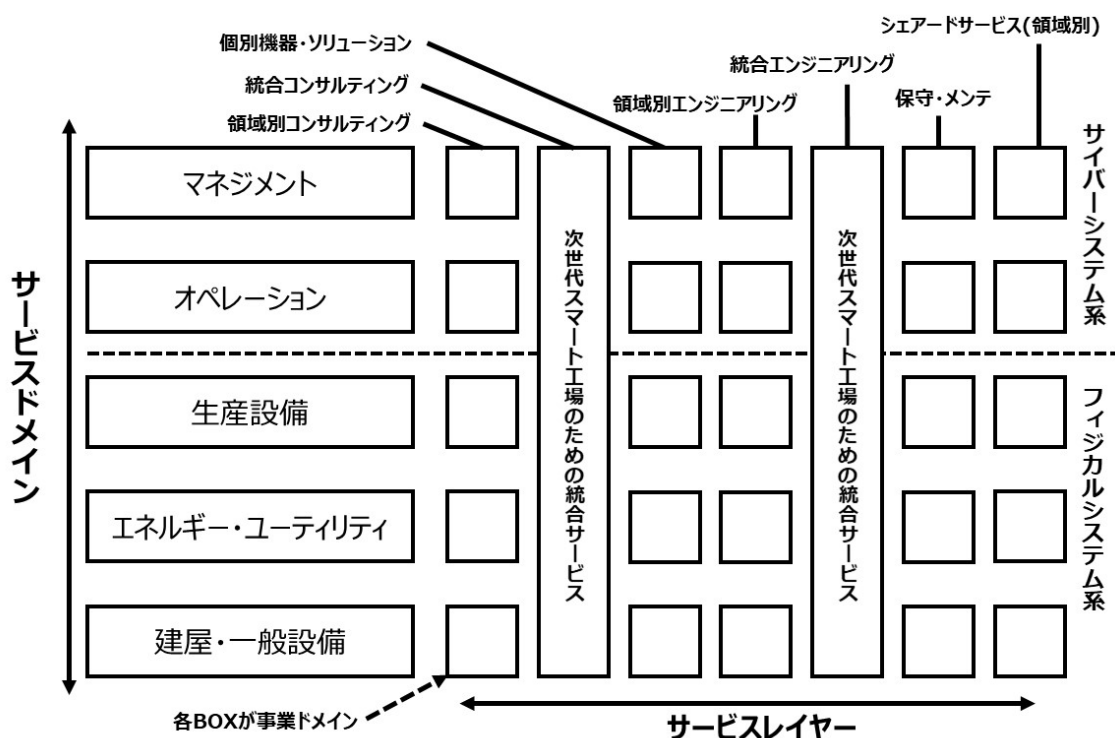 シェアードサービス(領域別)
個別機器・ソリューション
統合エンジニアリング
統合コンサルティング
領域別エンジニアリング
保守・メンテ
領域別コンサルティング
サービスドメイン
マネジメント
オペレーション
生産設備
エネルギー・ユーティリティ
建屋・一般設備
次世代スマート工場のための統合サービス
次世代スマート工場のための統合サービス
サイバーシステム系
フィジカルシステム系
各BOXが事業ドメイン
サービスレイヤー